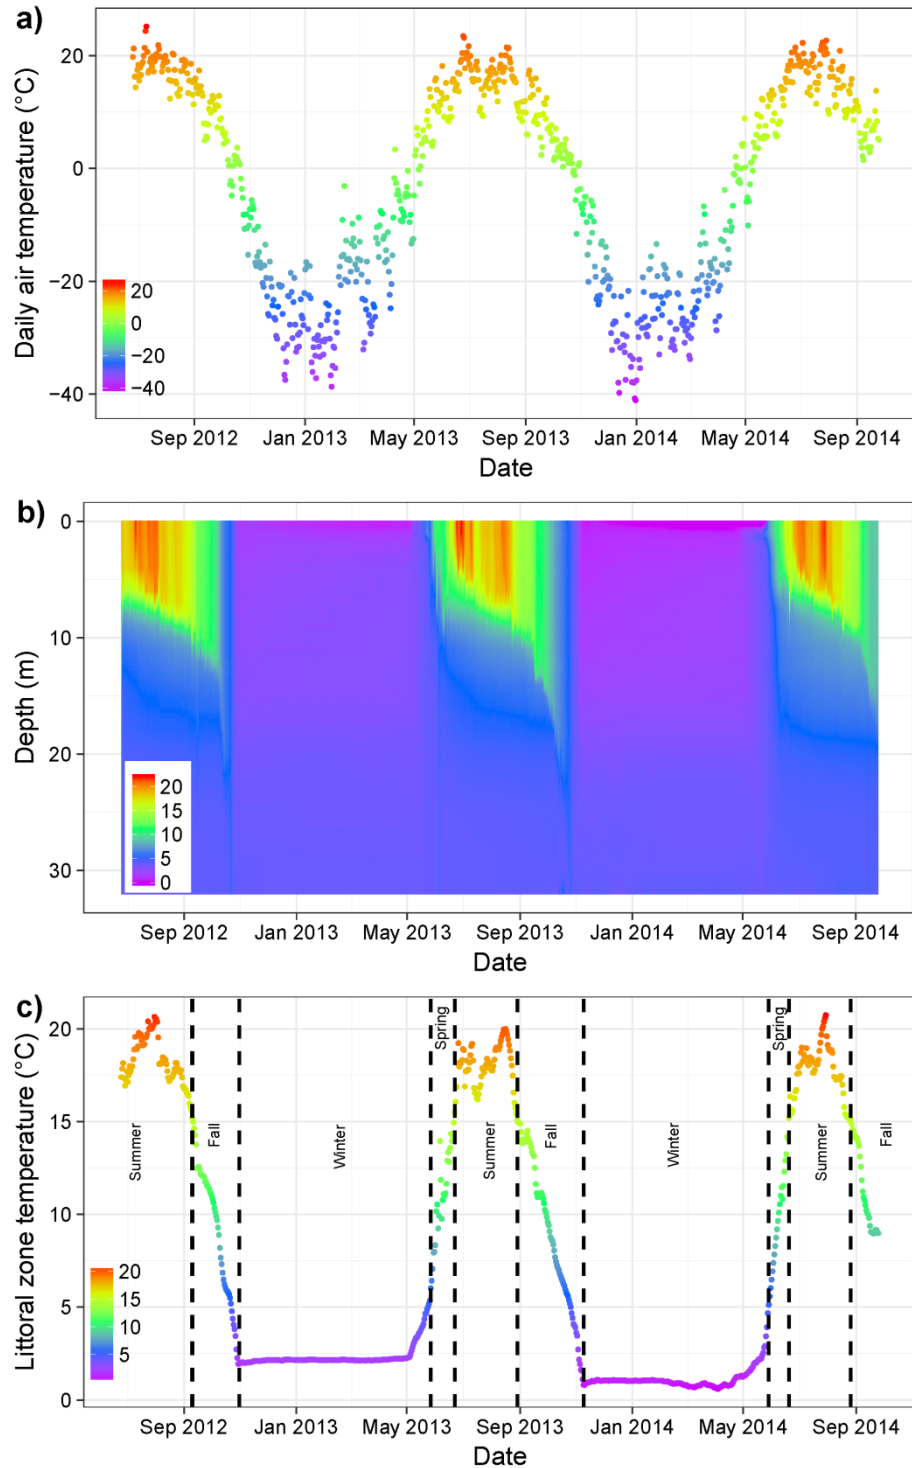 a)
Daily air temperature (°C)
20
0
−20
−40
20
0
−20
−40
Sep 2012 Jan 2013 May 2013 Sep 2013 Jan 2014 May 2014 Sep 2014
Date
b)
Depth (m)
0
10
20
30
20
15
10
5
0
Sep 2012 Jan 2013 May 2013 Sep 2013 Jan 2014 May 2014 Sep 2014
Date
c)
Littoral zone temperature (°C)
20
15
10
5
0
Summer
Fall
Winter
Spring
Summer
Fall
Winter
Spring
Summer
Fall
20
15
10
5
Sep 2012 Jan 2013 May 2013 Sep 2013 Jan 2014 May 2014 Sep 2014
Date